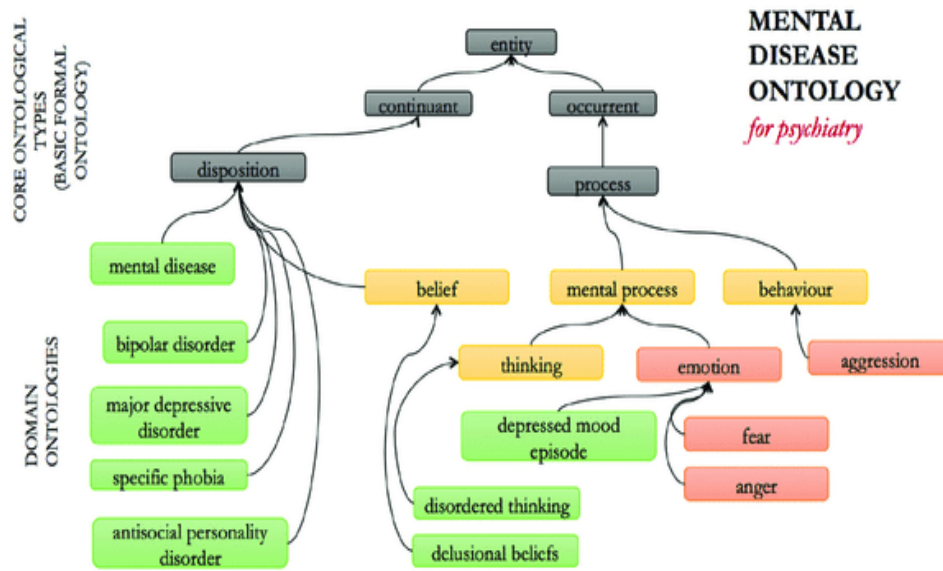 MENTAL
DISEASE
ONTOLOGY
for psychiatry
CORE ONTOLOGICAL
TYPES
(BASIC FORMAL
ONTOLOGY)
entity
continuant
occurrent
disposition
process
DOMAIN
ONTOLOGIES
mental disease
belief
mental process
behaviour
bipolar disorder
thinking
emotion
aggression
major depressive
disorder
depressed mood
episode
fear
specific phobia
anger
disordered thinking
antisocial personality
disorder
delusional beliefs